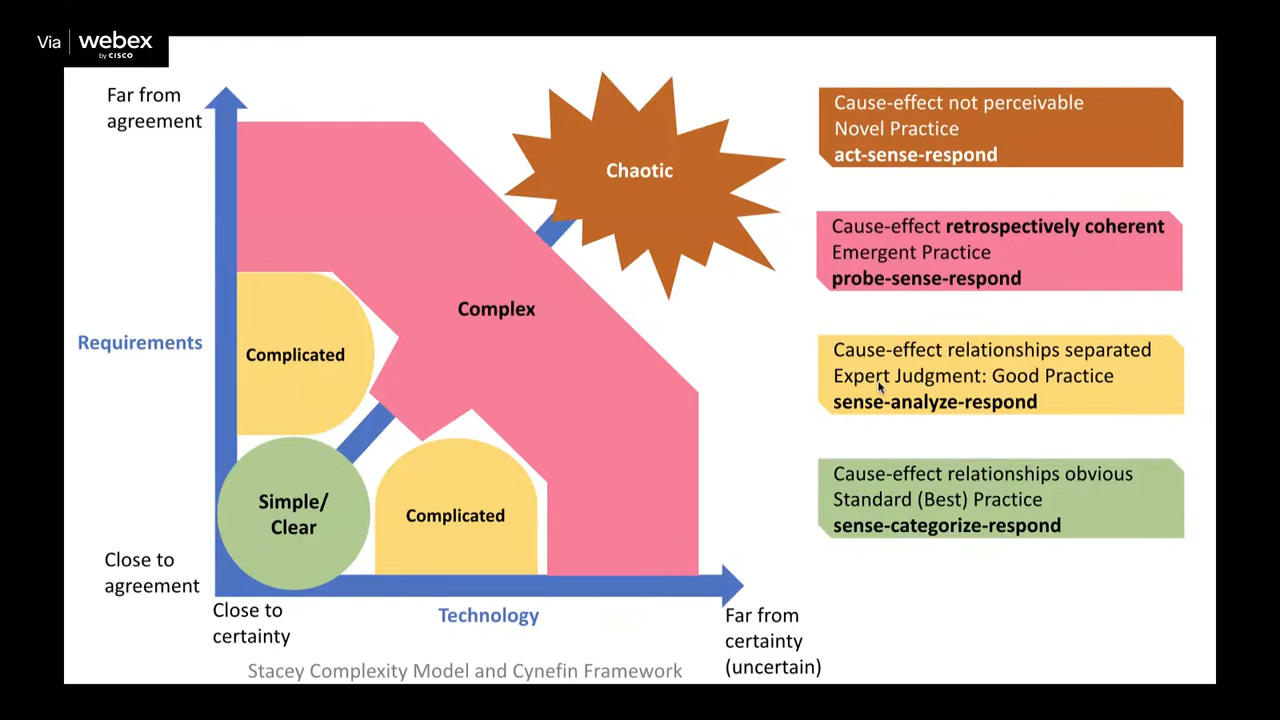 Via webex
by CISCO
Far from
agreement
Requirements
Close to
agreement
Close to
certainty
Technology
Far from
certainty
(uncertain)
Chaotic
Complex
Complicated
Simple/
Clear
Complicated
Cause-effect not perceivable
Novel Practice
act-sense-respond
Cause-effect retrospectively coherent
Emergent Practice
probe-sense-respond
Cause-effect relationships separated
Expert Judgment: Good Practice
sense-analyze-respond
Cause-effect relationships obvious
Standard (Best) Practice
sense-categorize-respond
Stacey Complexity Model and Cynefin Framework